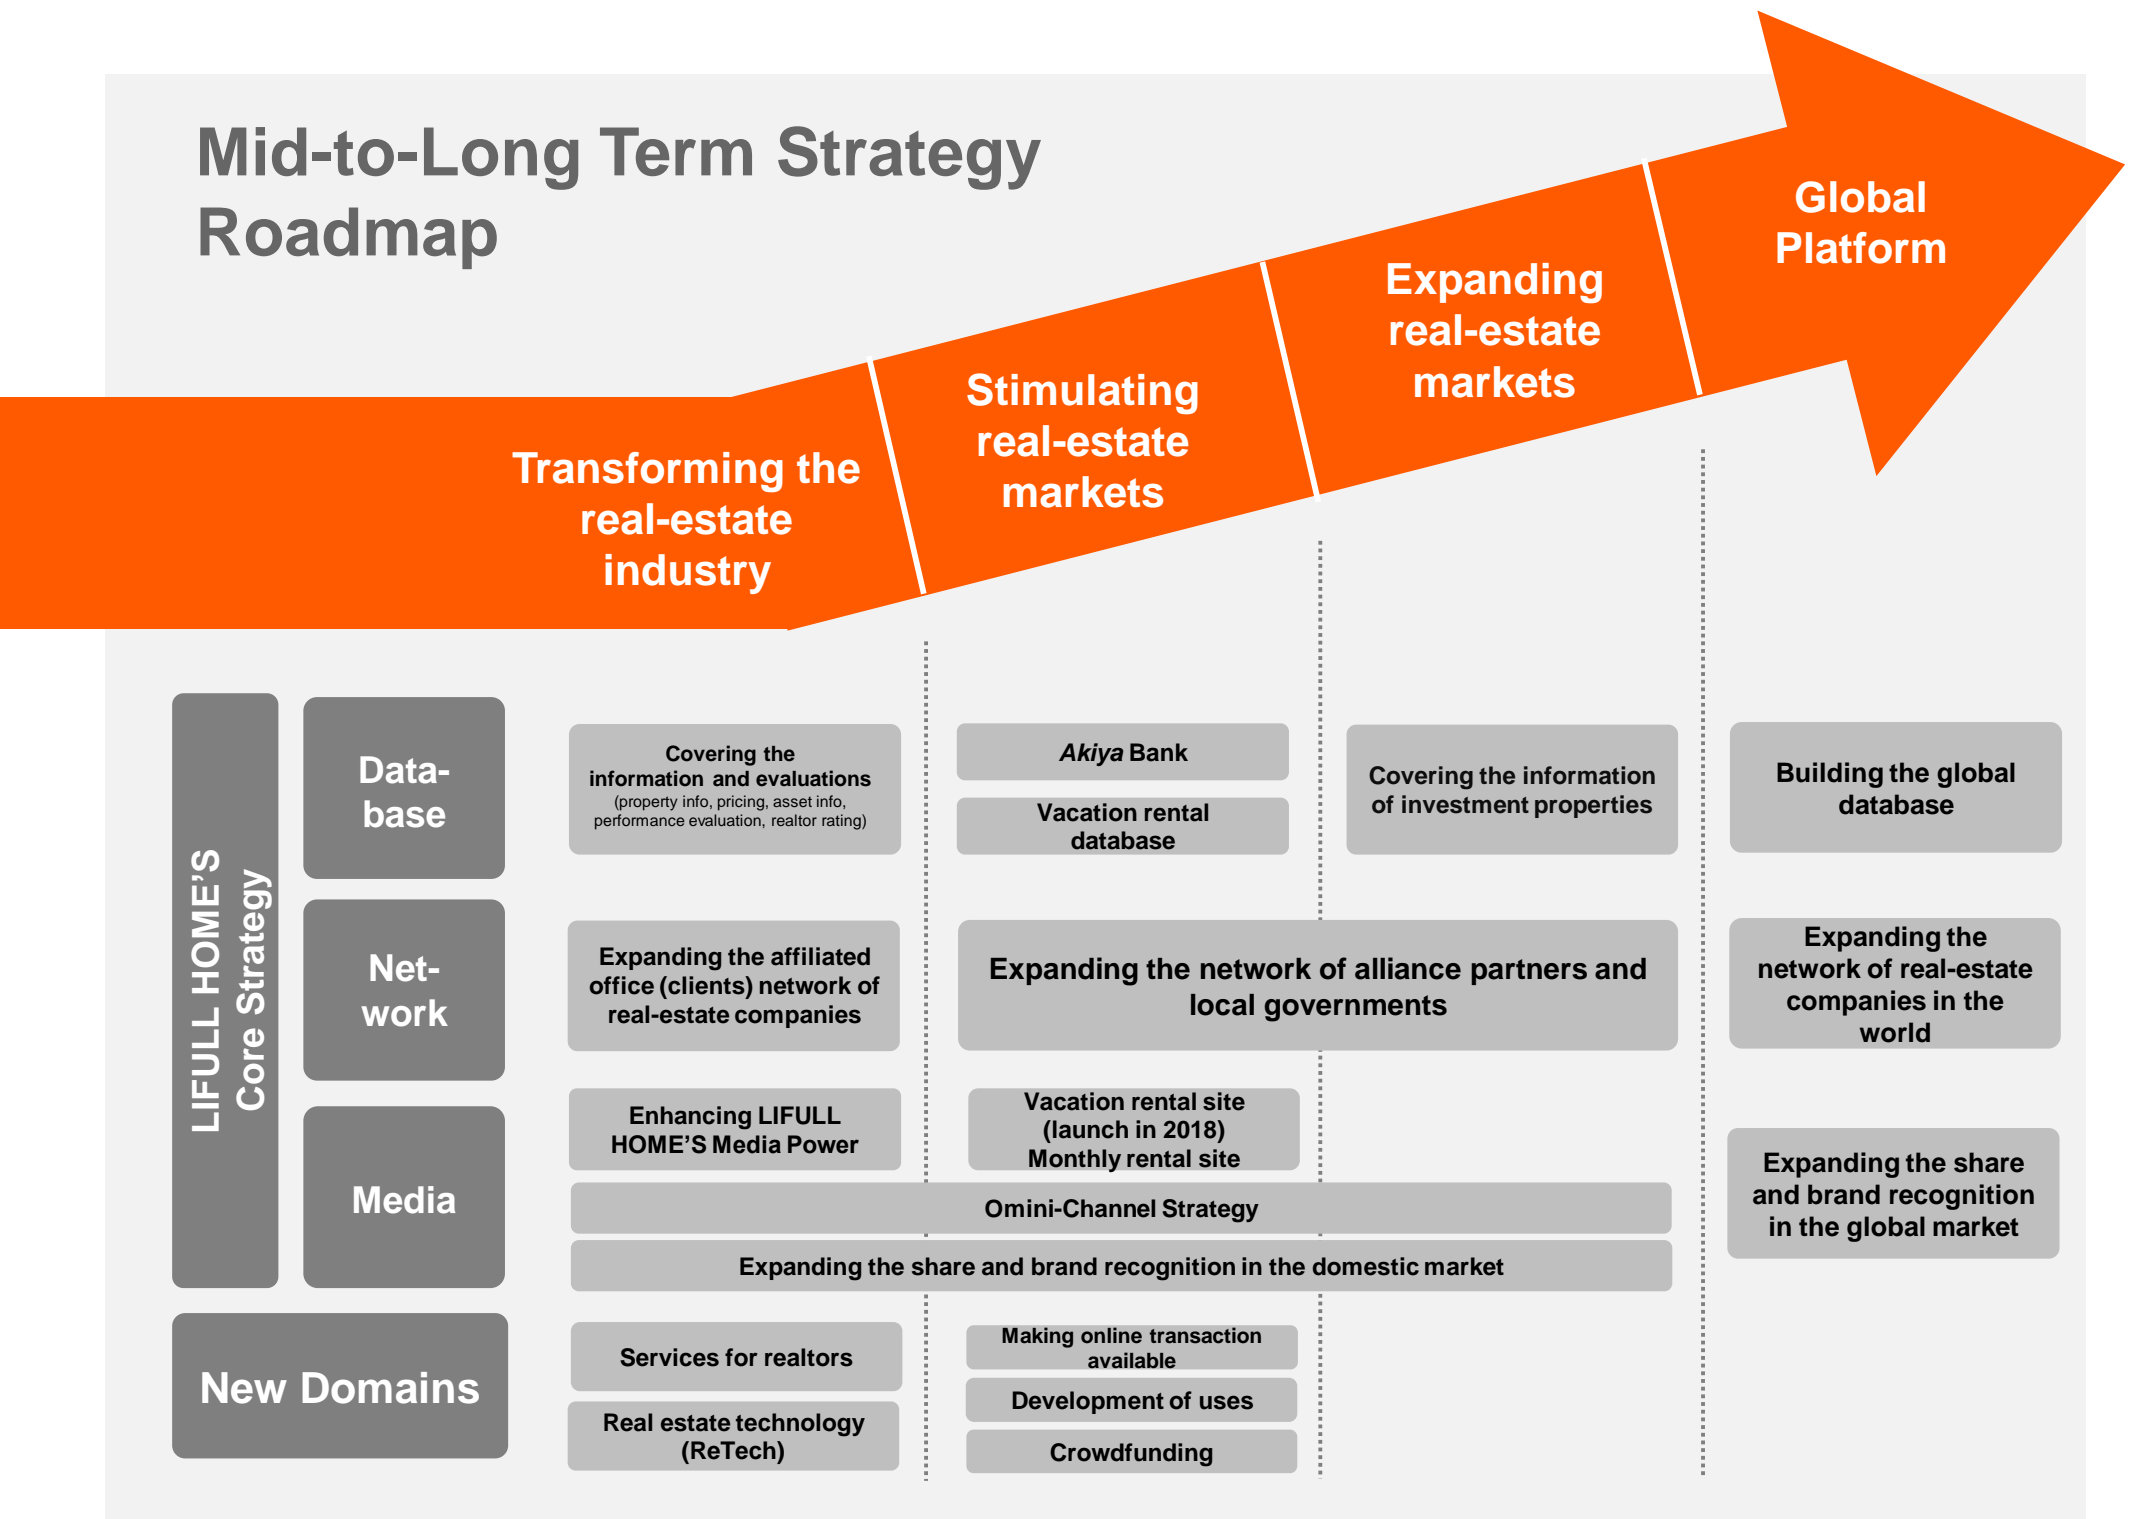 Mid-to-Long Term Strategy
Roadmap
Global
Platform
Expanding
real-estate
markets
Stimulating
real-estate
markets
Transforming the
real-estate
industry
LIFULL HOME’S
Core Strategy
Data-
base
Covering the
information and evaluations
(property info, pricing, asset info,
performance evaluation, realtor rating)
Akiya Bank
Vacation rental
database
Covering the information
of investment properties
Building the global
database
Net-
work
Expanding the affiliated
office (clients) network of
real-estate companies
Expanding the network of alliance partners and
local governments
Expanding the
network of real-estate
companies in the
world
Media
Enhancing LIFULL
HOME’S Media Power
Vacation rental site
(launch in 2018)
Monthly rental site
Omini-Channel Strategy
Expanding the share and brand recognition in the domestic market
Expanding the share
and brand recognition
in the global market
New Domains
Services for realtors
Real estate technology
(ReTech)
Making online transaction
available
Development of uses
Crowdfunding